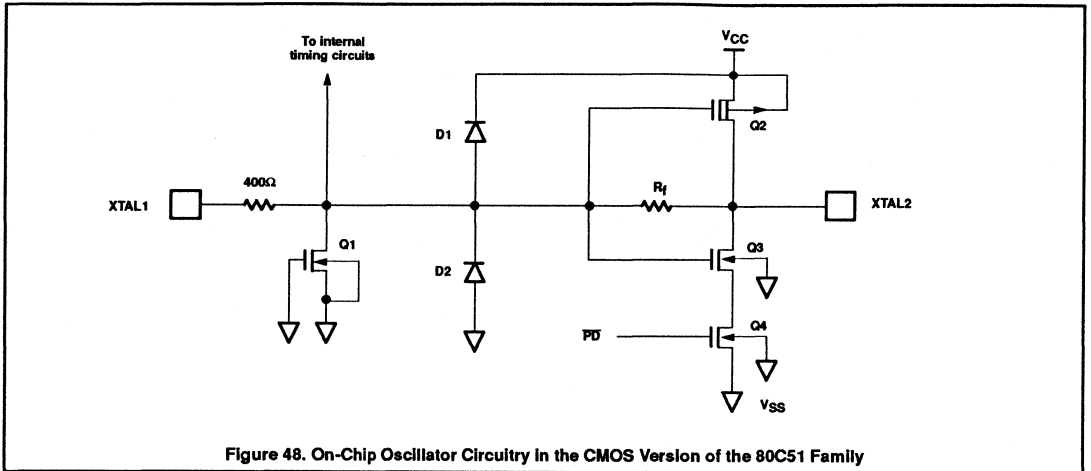 To internal
timing circuits
VCC
D1
Q2
400Ω
XTAL1
Rf
XTAL2
Q1
Q3
D2
PD
Q4
VSS
Figure 48. On-Chip Oscillator Circuitry in the CMOS Version of the 80C51 Family